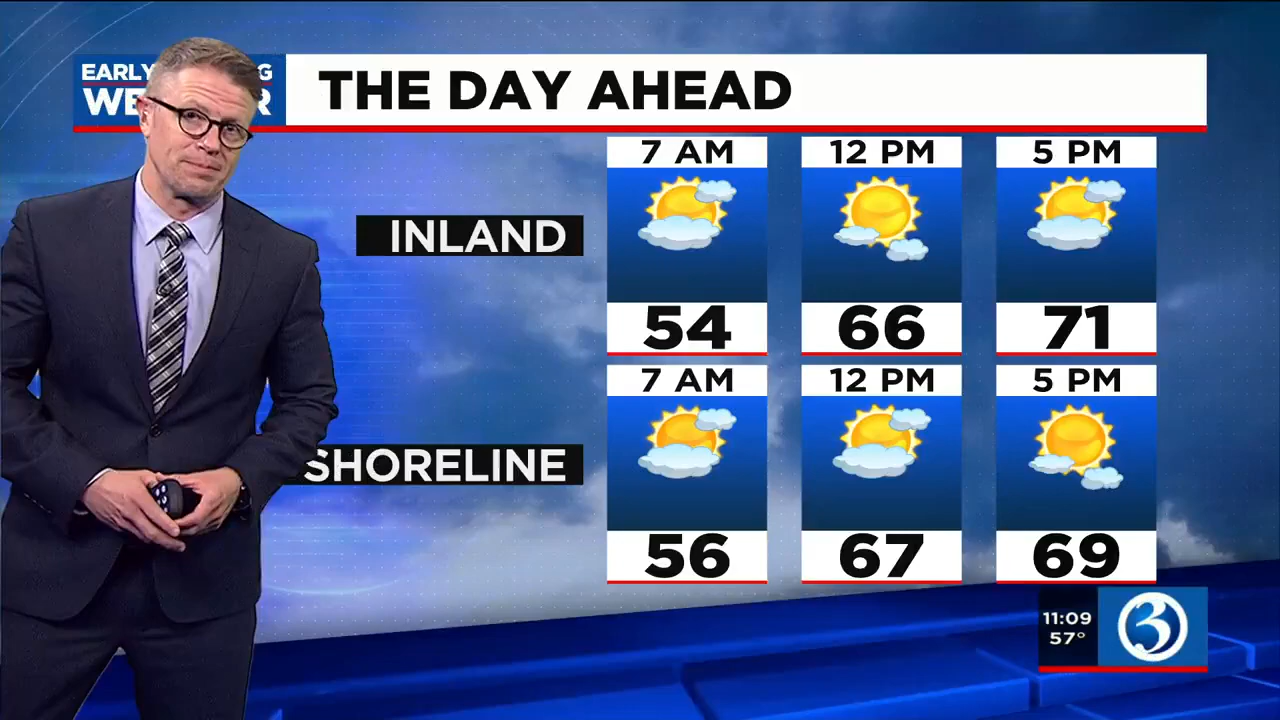 THE DAY AHEAD
7 AM 12 PM 5 PM
INLAND
54 66 71
7 AM 12 PM 5 PM
SHORELINE
56 67 69
11:09
57°
3